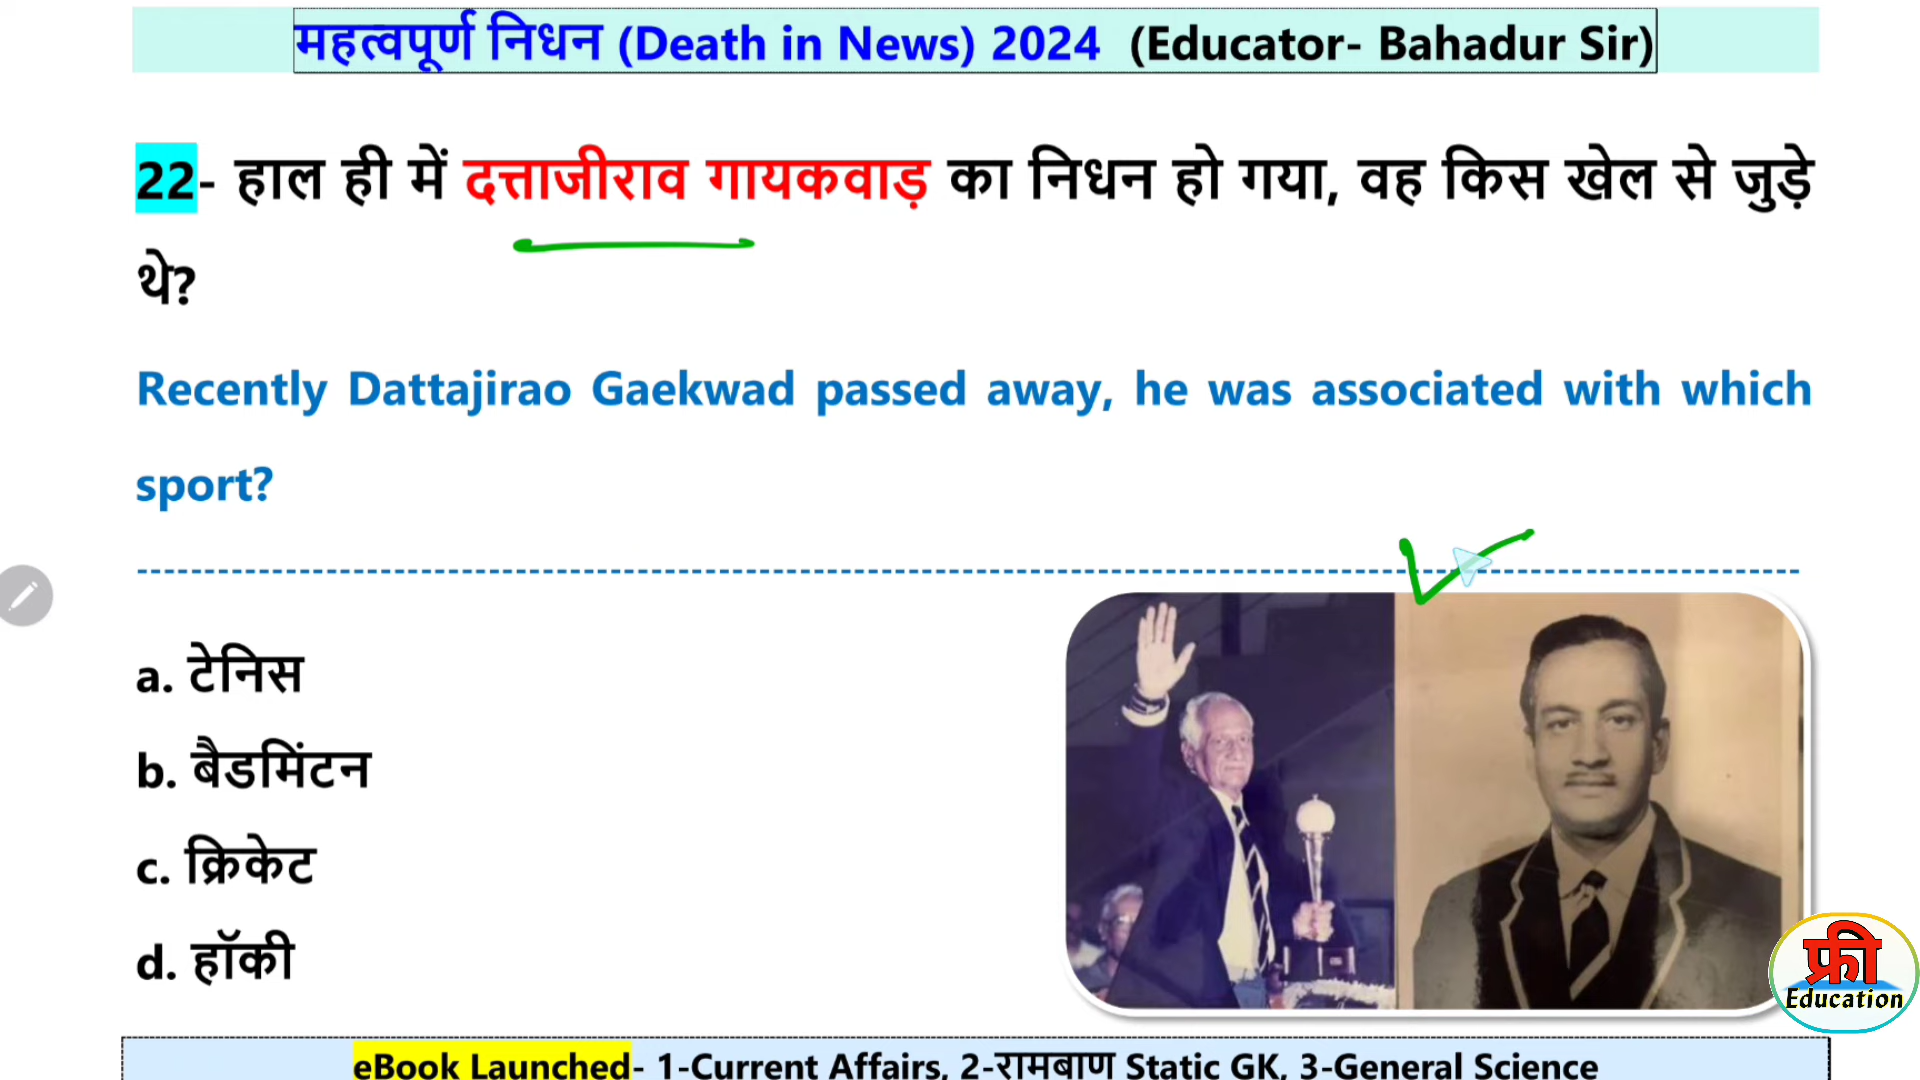 महत्वपूर्ण निधन (Death in News) 2024 (Educator- Bahadur Sir)
22- हाल ही में दत्ताजीराव गायकवाड़ का निधन हो गया, वह किस खेल से जुड़े
थे?
Recently Dattajirao Gaekwad passed away, he was associated with which
sport?
a. टेनिस
b. बैडमिंटन
c. क्रिकेट
d. हॉकी
फ्री
Education
eBook Launched- 1-Current Affairs, 2-रामबाण Static GK, 3-General Science